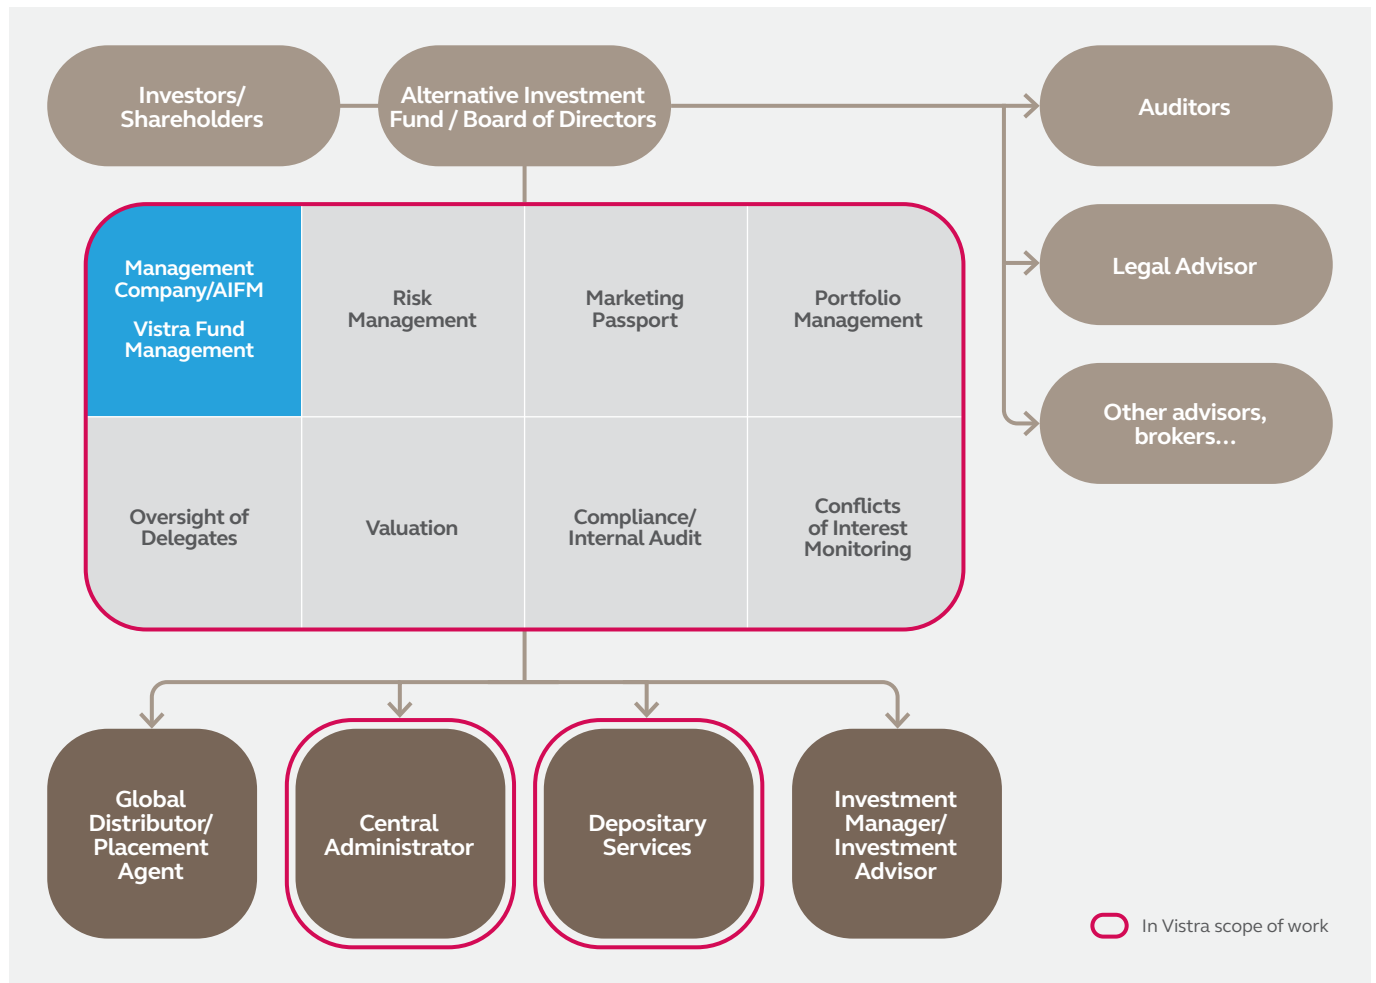 Investors/
Shareholders
Alternative Investment
Fund / Board of Directors
Auditors
Legal Advisor
Other advisors,
brokers...
Management
Company/AIFM
Vistra Fund
Management
Risk
Management
Marketing
Passport
Portfolio
Management
Oversight of
Delegates
Valuation
Compliance/
Internal Audit
Conflicts
of Interest
Monitoring
Global
Distributor/
Placement
Agent
Central
Administrator
Depositary
Services
Investment
Manager/
Investment
Advisor
In Vistra scope of work